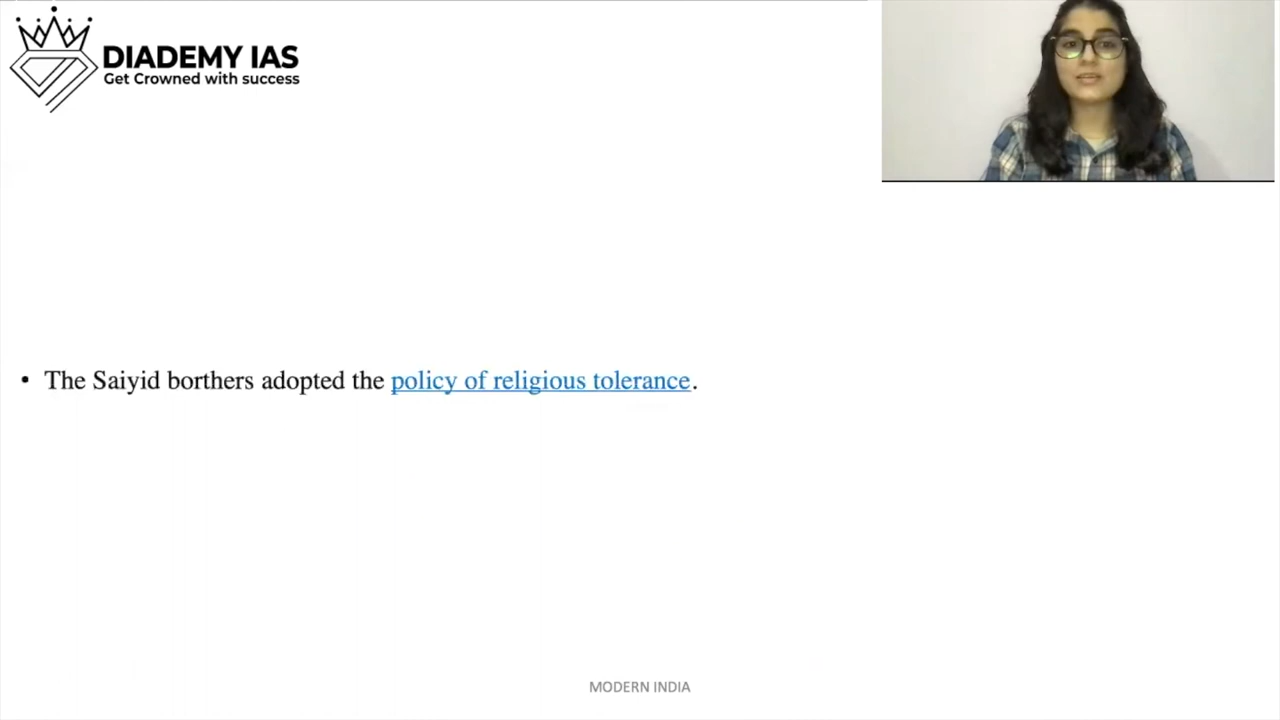 DIADEMY IAS
Get Crowned with success
• The Saiyid borthers adopted the policy of religious tolerance.
MODERN INDIA